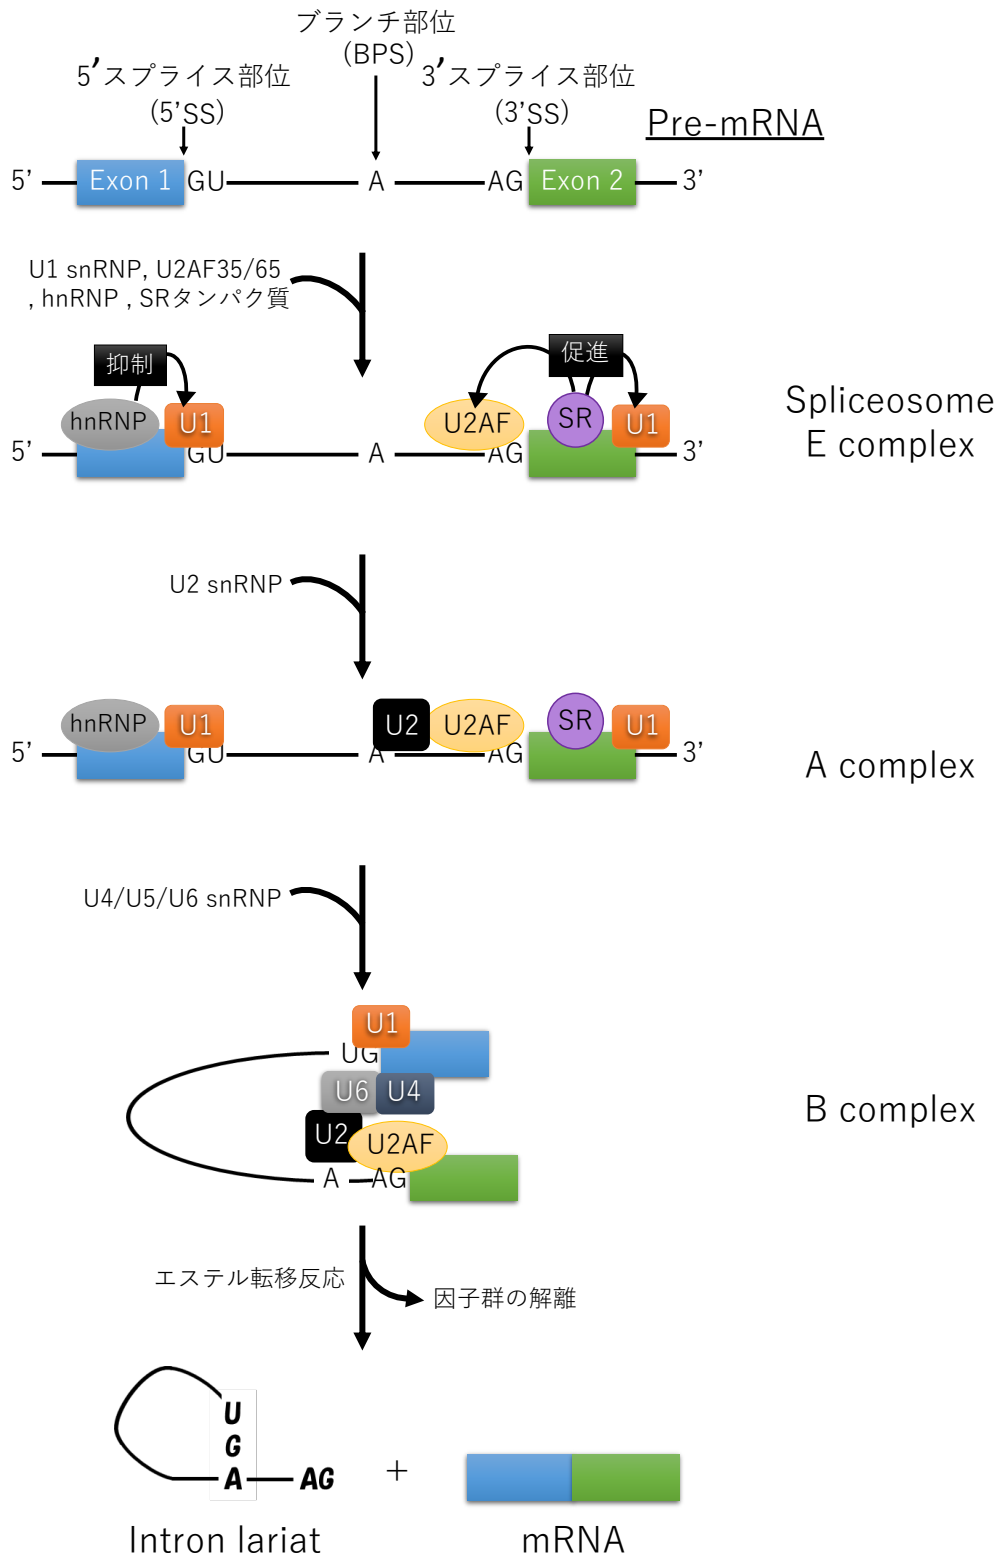 ブランチ部位
(BPS)
5’スプライス部位
(5’SS)
3’スプライス部位
(3’SS)
Pre-mRNA
5’ Exon 1 GU A AG Exon 2 3’
U1 snRNP, U2AF35/65
, hnRNP , SRタンパク質
抑制
促進
hnRNP U1 U2AF SR U1
5’ GU A AG 3’
Spliceosome
E complex
U2 snRNP
hnRNP U1 U2 U2AF SR U1
5’ GU A AG 3’
A complex
U4/U5/U6 snRNP
U1
UG
U6 U4
U2 U2AF
A AG
B complex
エステル転移反応
因子群の解離
U
G
A AG
+
Intron lariat
mRNA